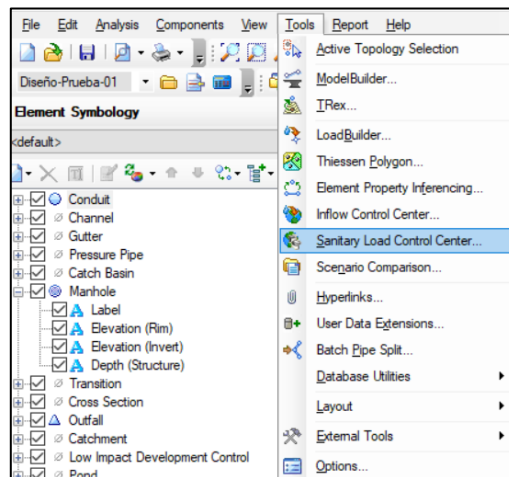 File Edit Analysis Components View Tools Report Help
Diseño-Prueba-01
Element Symbology
<default>
Conduit
Channel
Gutter
Pressure Pipe
Catch Basin
Manhole
Label
Elevation (Rim)
Elevation (Invert)
Depth (Structure)
Transition
Cross Section
Outfall
Catchment
Low Impact Development Control
Pond
Active Topology Selection
ModelBuilder...
TRex...
LoadBuilder...
Thiessen Polygon...
Element Property Inferencing...
Inflow Control Center...
Sanitary Load Control Center...
Scenario Comparison...
Hyperlinks...
User Data Extensions...
Batch Pipe Split...
Database Utilities
Layout
External Tools
Options...